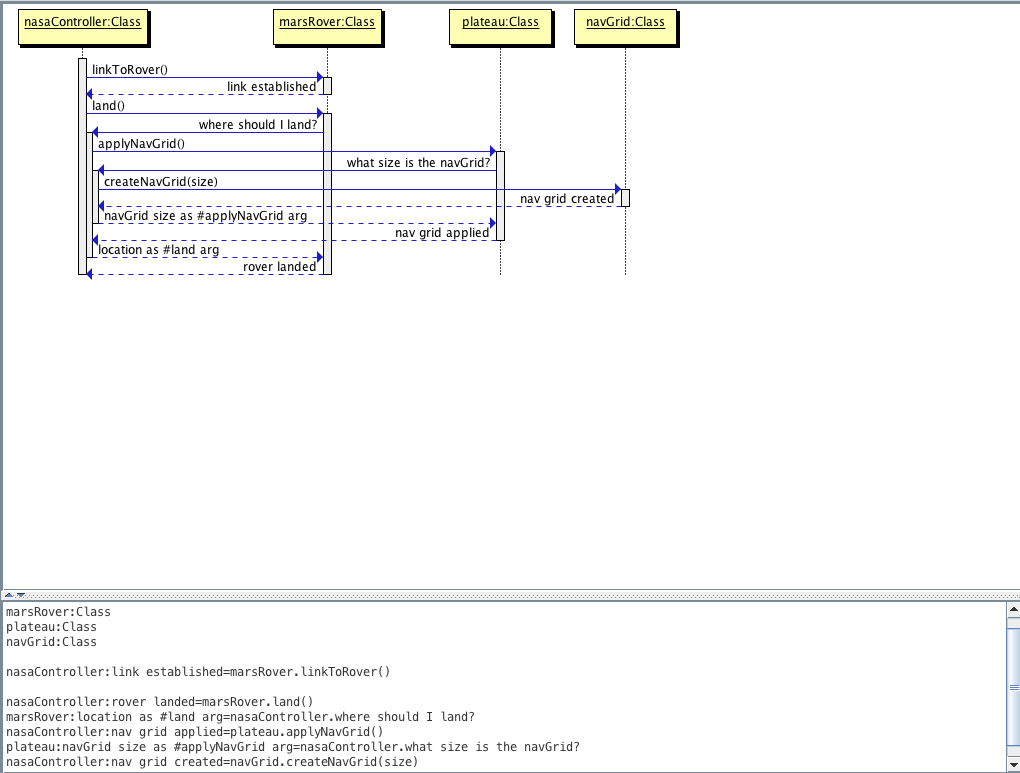 nasaController:Class
marsRover:Class
plateau:Class
navGrid:Class
linkToRover()
link established
land()
where should I land?
applyNavGrid()
what size is the navGrid?
createNavGrid(size)
nav grid created
navGrid size as #applyNavGrid arg
nav grid applied
location as #land arg
rover landed
marsRover:Class
plateau:Class
navGrid:Class
nasaController:link established=marsRover.linkToRover()
nasaController:rover landed=marsRover.land()
marsRover:location as #land arg=nasaController.where should I land?
nasaController:nav grid applied=plateau.applyNavGrid()
plateau:navGrid size as #applyNavGrid arg=nasaController.what size is the navGrid?
nasaController:nav grid created=navGrid.createNavGrid(size)